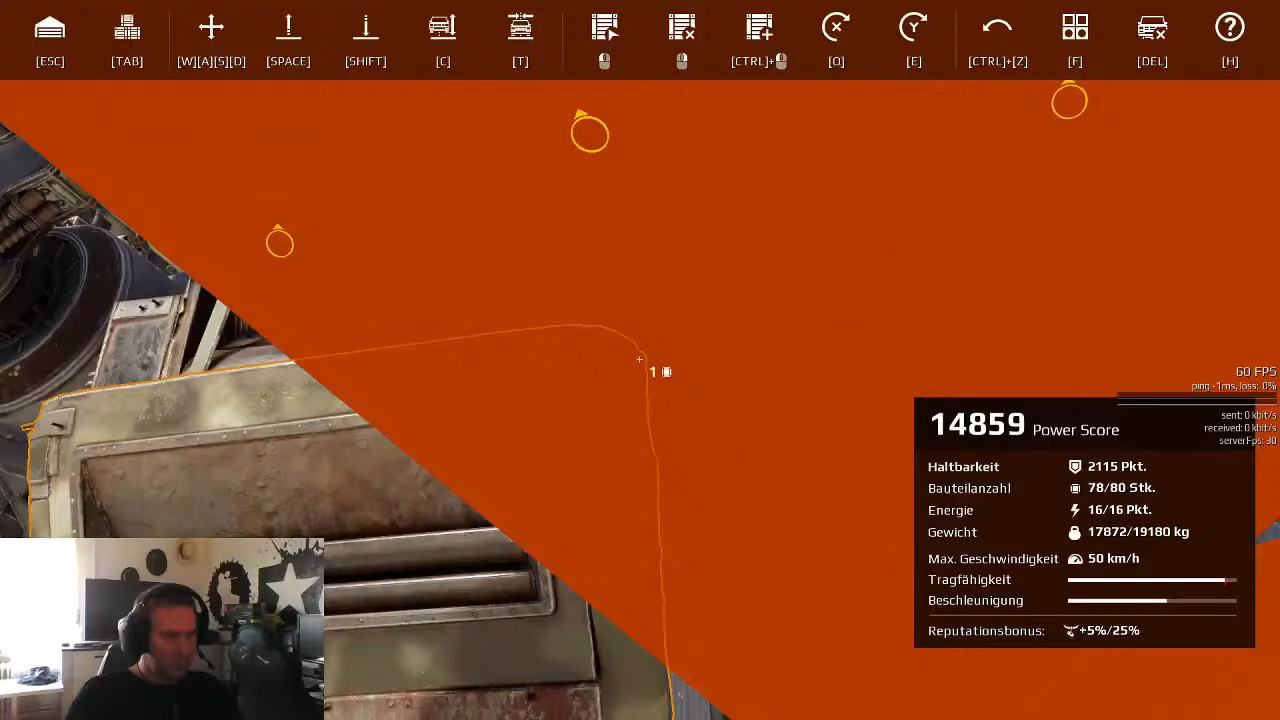 [ESC] [TAB] [W][A][S][D] [SPACE] [SHIFT] [C] [T] [CTRL]+ [Q] [E] [CTRL]+[Z] [F] [DEL] [H]
X Y ?
1
60 FPS
ping -1ms, loss: 0%
sent: 0 kbit/s
received: 0 kbit/s
serverFps: 30
14859 Power Score
Haltbarkeit 2115 Pkt.
Bauteilanzahl 78/80 Stk.
Energie 16/16 Pkt.
Gewicht 17872/19180 kg
Max. Geschwindigkeit 50 km/h
Tragfähigkeit
Beschleunigung
Reputationsbonus: +5%/25%